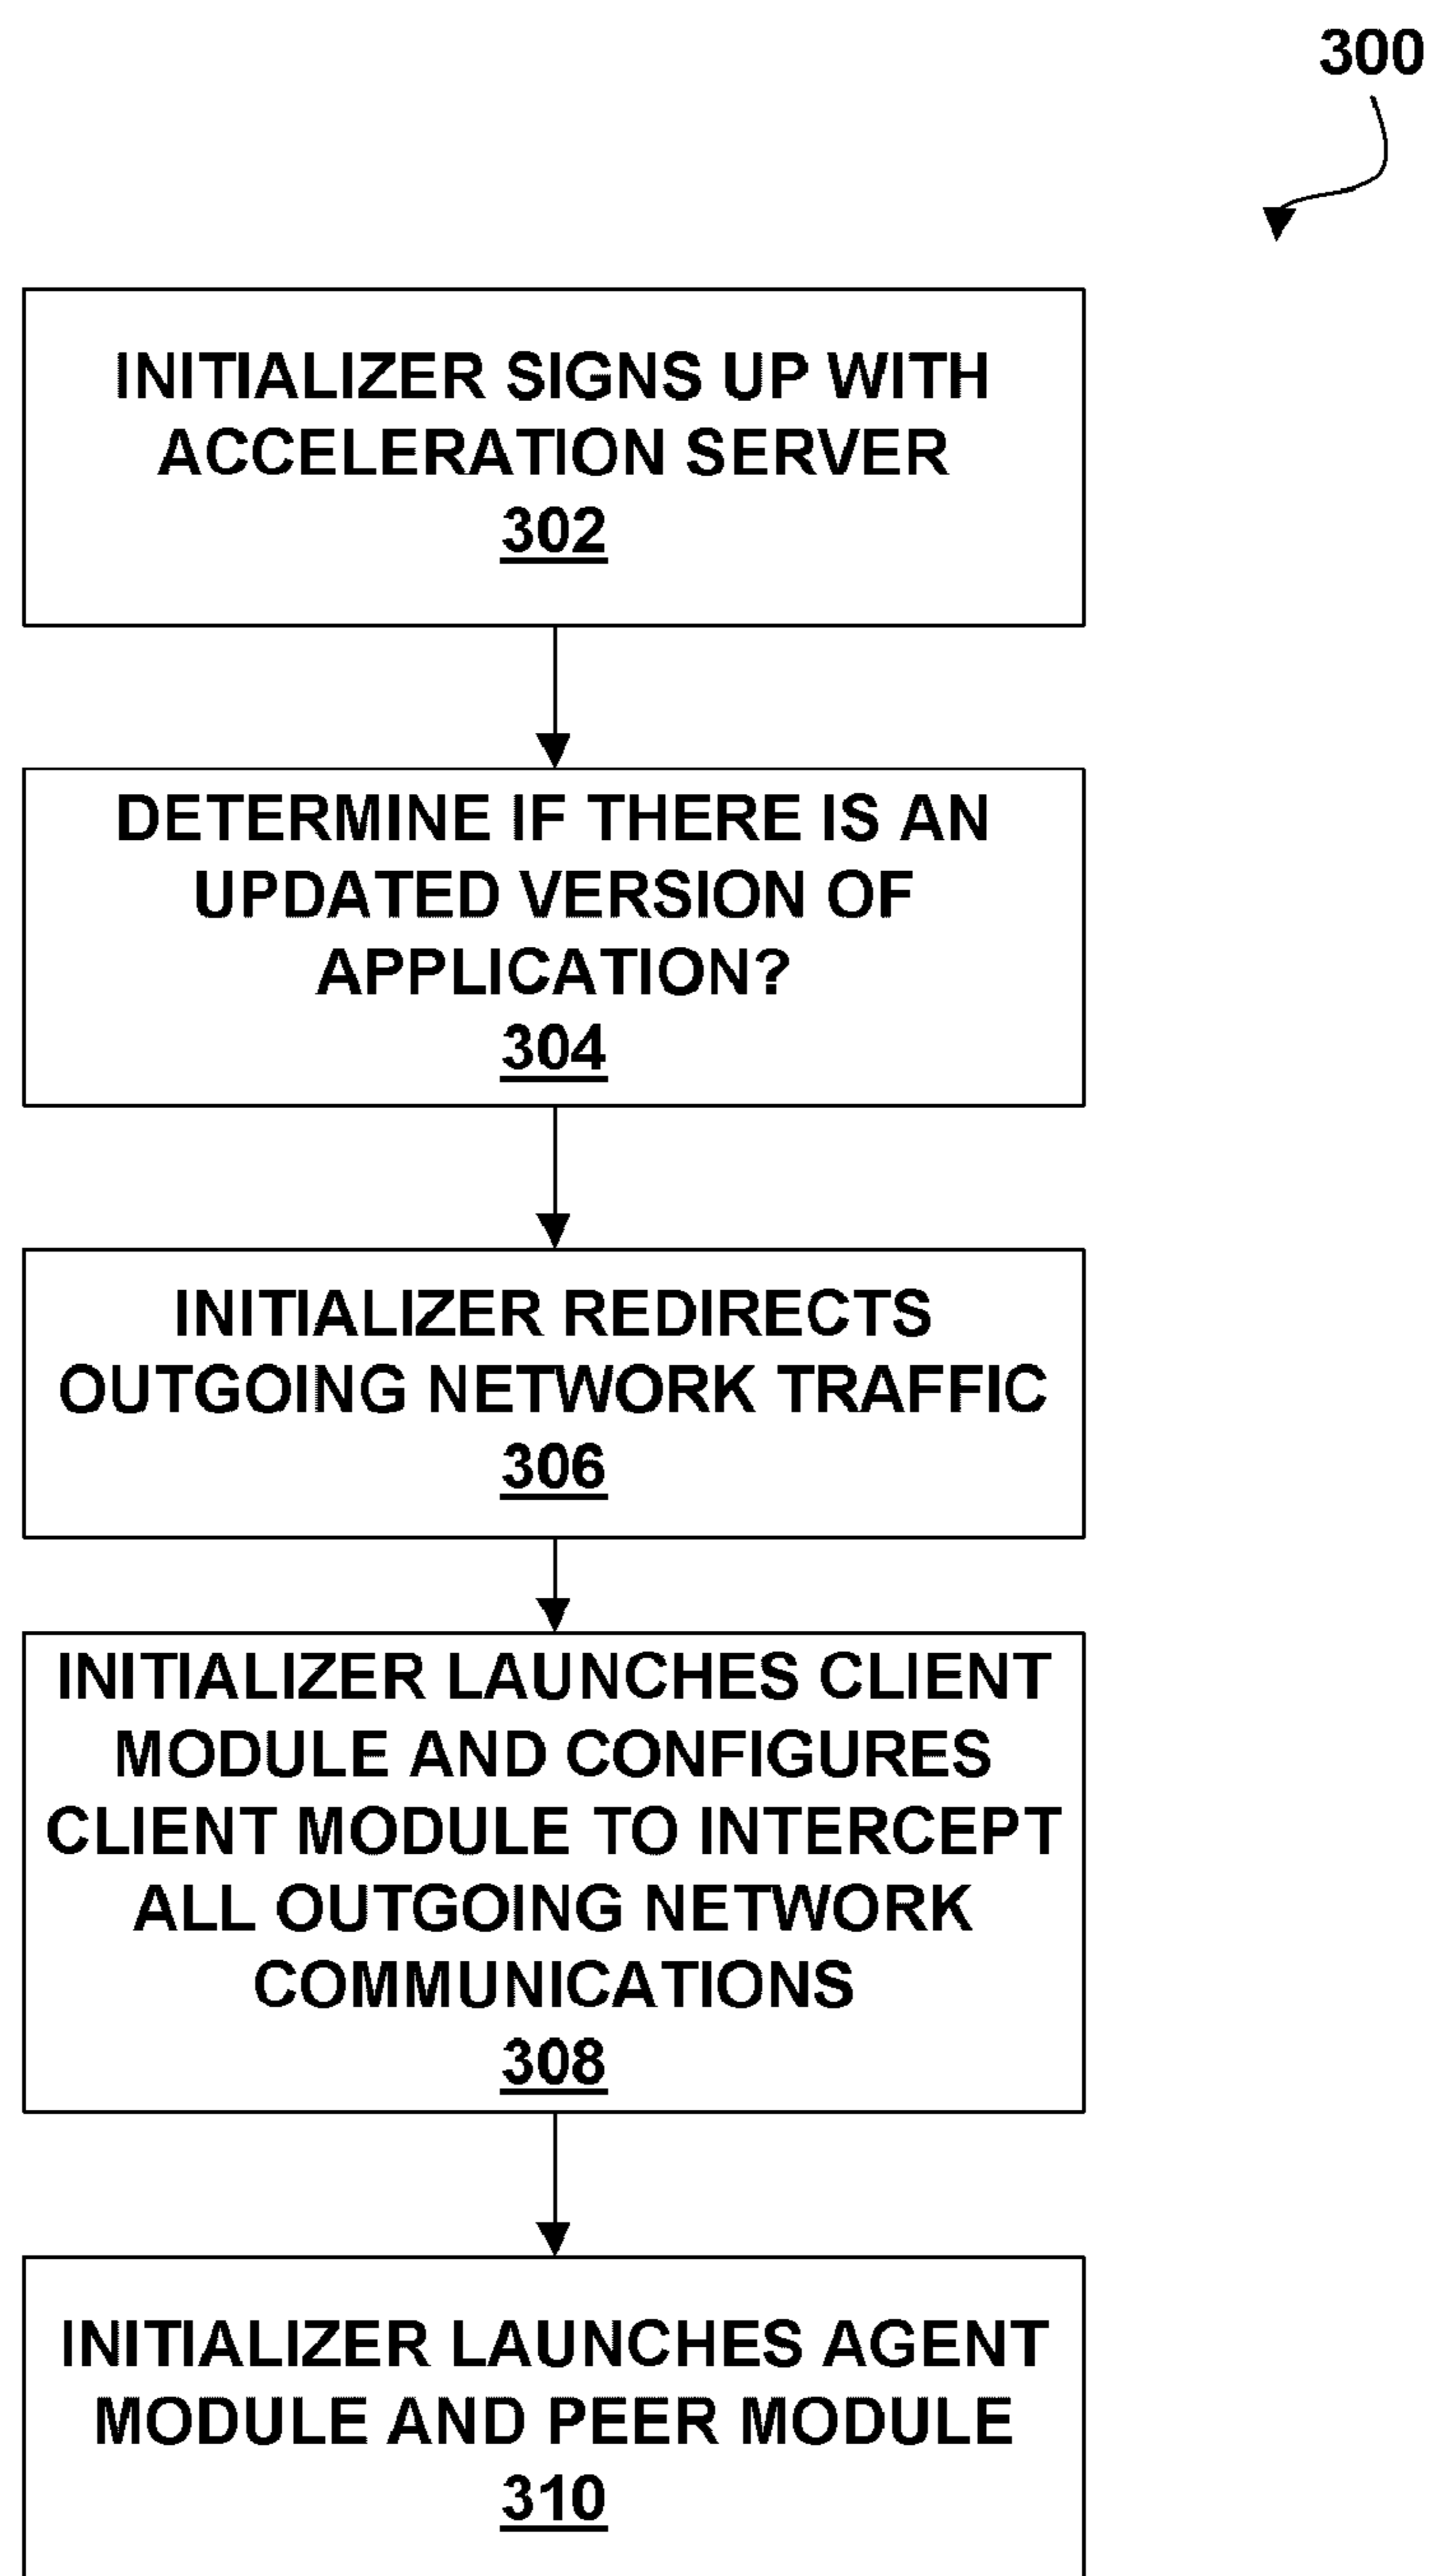 300
INITIALIZER SIGNS UP WITH
ACCELERATION SERVER
302
DETERMINE IF THERE IS AN
UPDATED VERSION OF
APPLICATION?
304
INITIALIZER REDIRECTS
OUTGOING NETWORK TRAFFIC
306
INITIALIZER LAUNCHES CLIENT
MODULE AND CONFIGURES
CLIENT MODULE TO INTERCEPT
ALL OUTGOING NETWORK
COMMUNICATIONS
308
INITIALIZER LAUNCHES AGENT
MODULE AND PEER MODULE
310